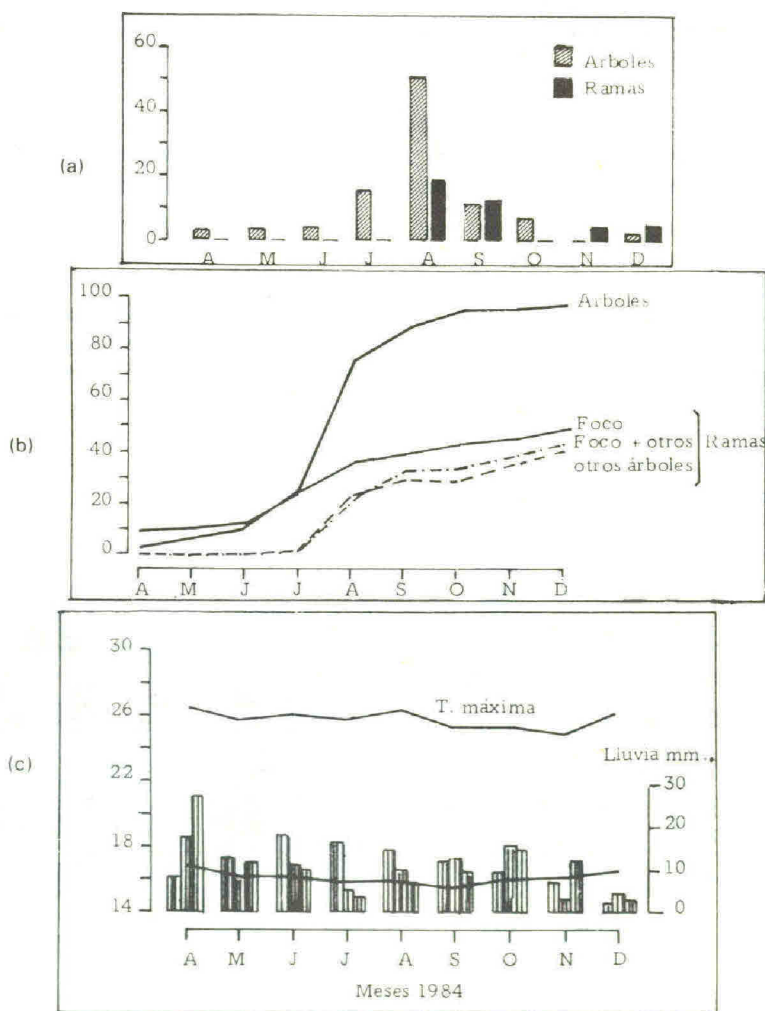 (a)
60
40
20
0
Arboles
Ramas
A M J J A S O N D
(b)
100
80
60
40
20
0
Arboles
Foco
Foco + otros
otros árboles
Ramas
A M J J A S O N D
(c)
30
26
22
18
14
T. máxima
Lluvia mm.
30
20
10
0
A M J J A S O N D
Meses 1984